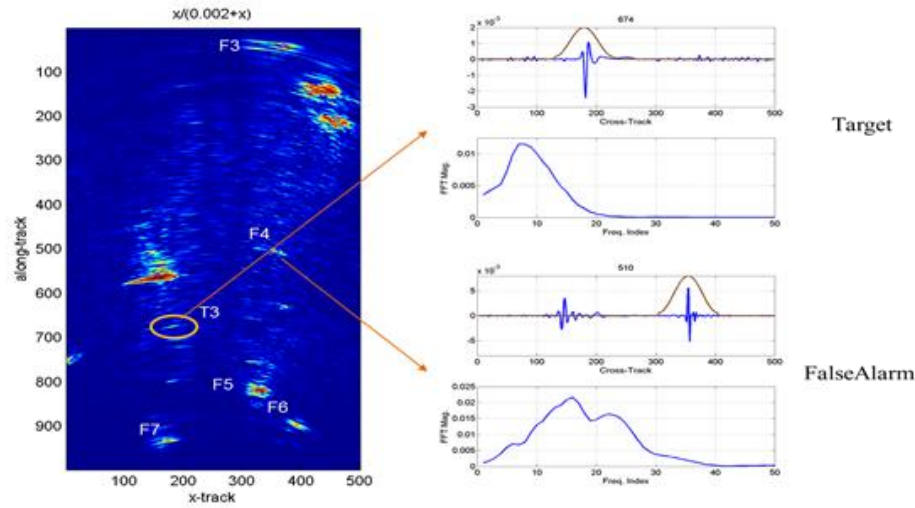 x/(0.002+x)
F3
F4
T3
F5
F6
F7
100
200
300
400
500
600
700
800
900
along-track
100 200 300 400 500
x-track
x 10⁻³
674
2
1
0
-1
-2
-3
0 100 200 300 400 500
Cross-Track
FFT Mag.
0.01
0.005
0
0 10 20 30 40 50
Freq. Index
Target
x 10⁻³
510
5
0
-5
0 100 200 300 400 500
Cross-Track
FFT Mag.
0.025
0.02
0.015
0.01
0.005
0
0 10 20 30 40 50
Freq. Index
FalseAlarm